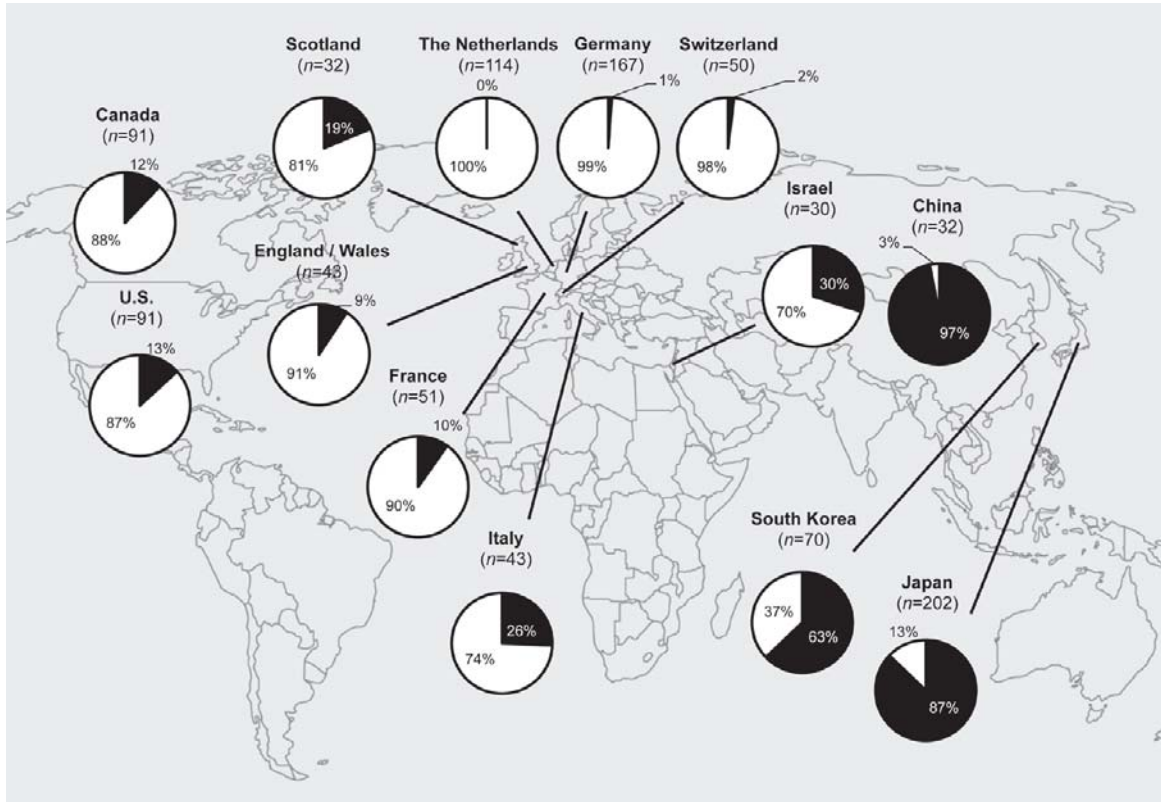 Scotland
(n=32)
19%
81%
The Netherlands
(n=114)
0%
100%
Germany
(n=167)
1%
99%
Switzerland
(n=50)
2%
98%
Canada
(n=91)
12%
88%
Israel
(n=30)
30%
70%
China
(n=32)
3%
97%
England / Wales
(n=43)
9%
91%
U.S.
(n=91)
13%
87%
France
(n=51)
10%
90%
Italy
(n=43)
26%
74%
South Korea
(n=70)
37%
63%
Japan
(n=202)
13%
87%